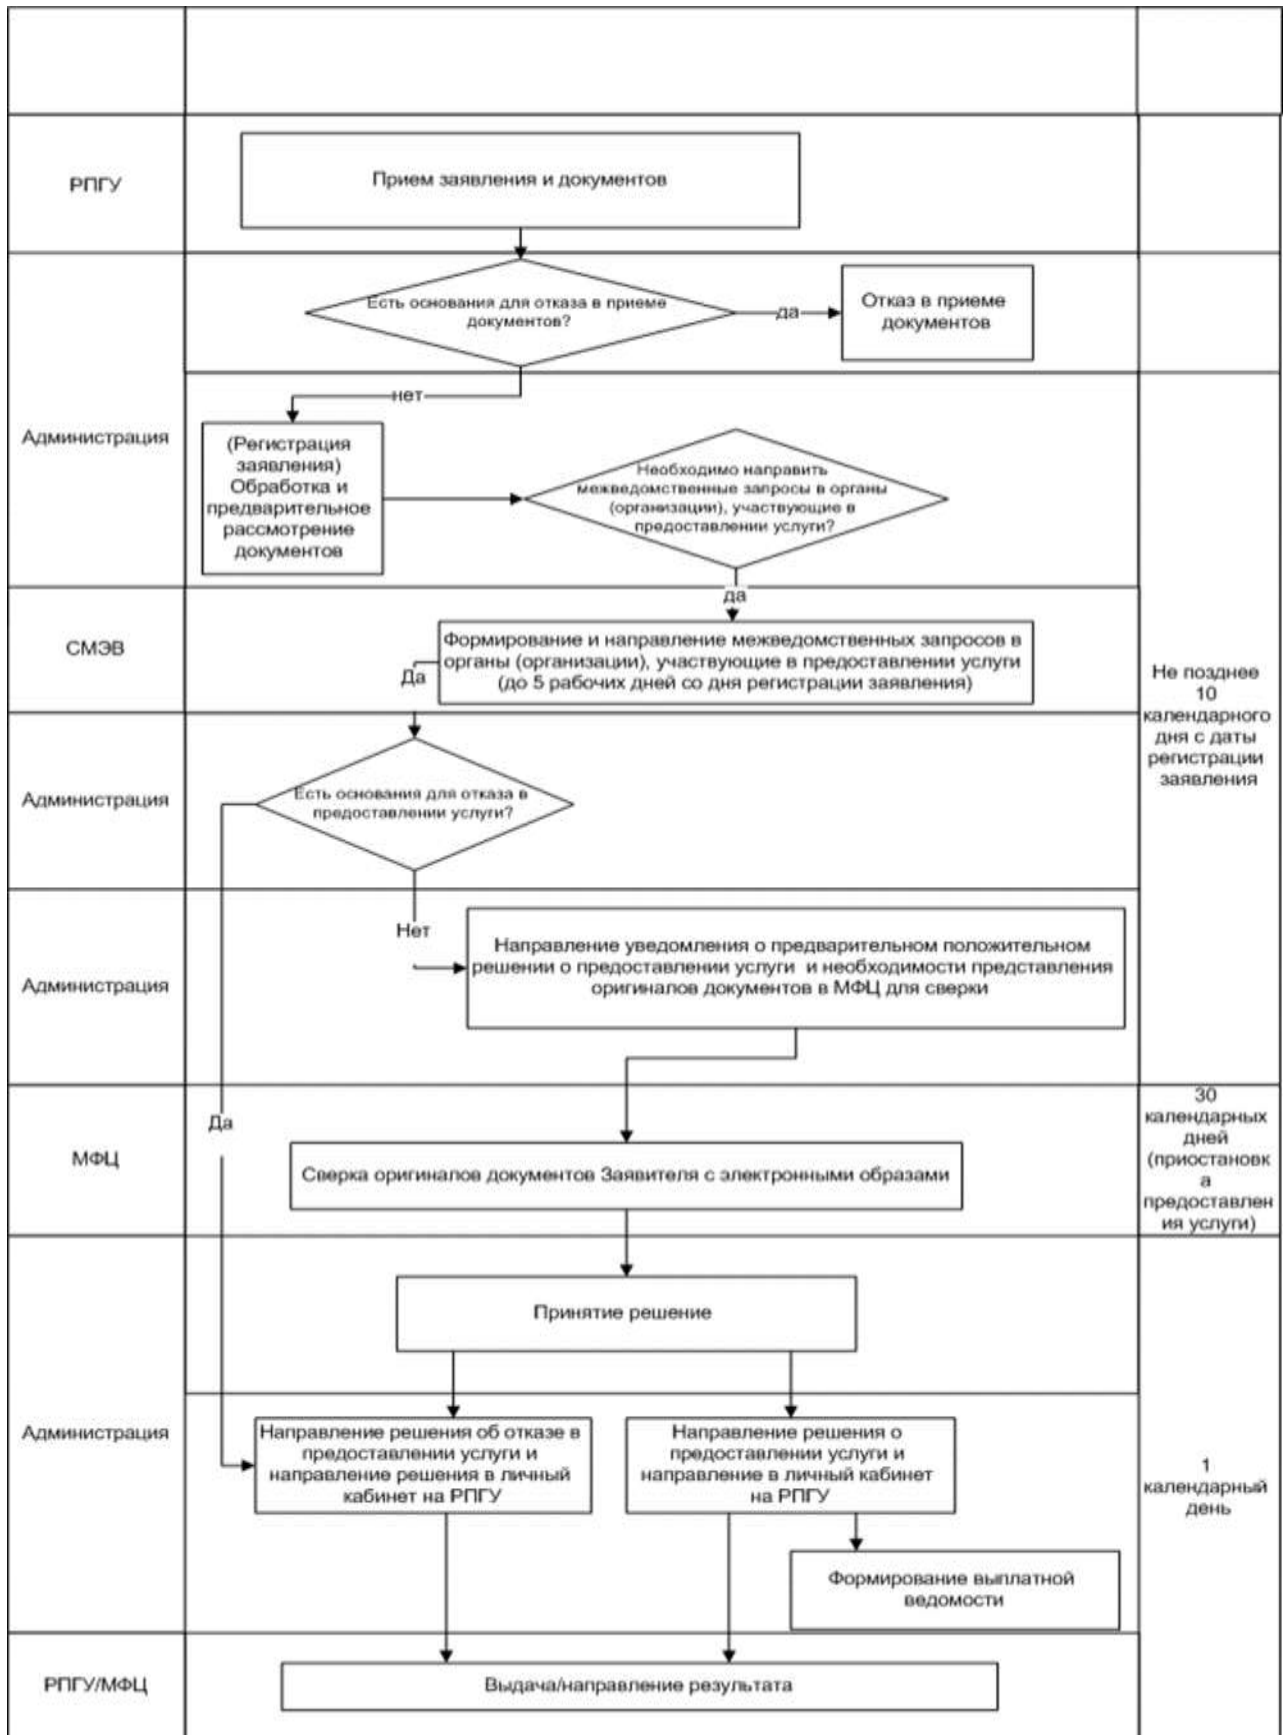 РПГУ
Прием заявления и документов
Есть основания для отказа в приеме
документов?
да
Отказ в приеме
документов
Администрация
нет
(Регистрация
заявления)
Обработка и
предварительное
рассмотрение
документов
Необходимо направить
межведомственные запросы в органы
(организации), участвующие в
предоставлении услуги?
да
СМЭВ
Формирование и направление межведомственных запросов в
органы (организации), участвующие в предоставлении услуги
(до 5 рабочих дней со дня регистрации заявления)
Да
Не позднее
10
календарного
дня с даты
регистрации
заявления
Администрация
Есть основания для отказа в
предоставлении услуги?
Нет
Администрация
Направление уведомления о предварительном положительном
решении о предоставлении услуги и необходимости представления
оригиналов документов в МФЦ для сверки
Да
МФЦ
Сверка оригиналов документов Заявителя с электронными образами
30
календарных
дней
(приостановк
а
предоставлен
ия услуги)
Принятие решение
Администрация
Направление решения об отказе в
предоставлении услуги и
направление решения в личный
кабинет на РПГУ
Направление решения о
предоставлении услуги и
направление в личный кабинет
на РПГУ
1
календарный
день
Формирование выплатной
ведомости
РПГУ/МФЦ
Выдача/направление результата